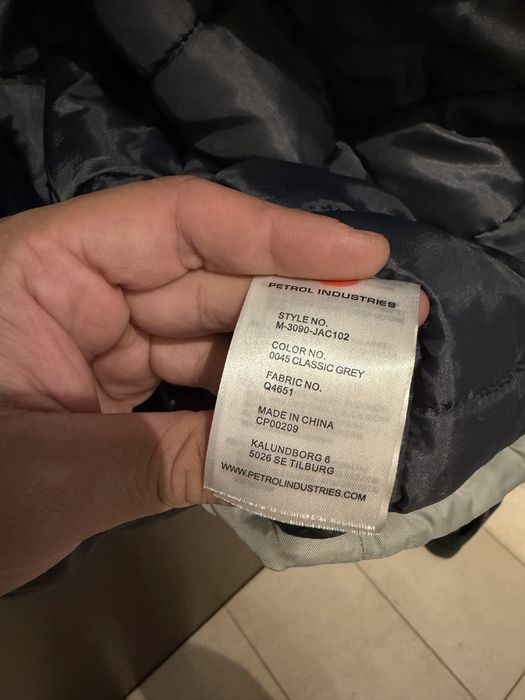 PETROL INDUSTRIES
STYLE NO.
M-3090-JAC102
COLOR NO.
0045 CLASSIC GREY
FABRIC NO.
Q4651
MADE IN CHINA
CP00209
KALUNDBORG 6
5026 SE TILBURG
WWW.PETROLINDUSTRIES.COM